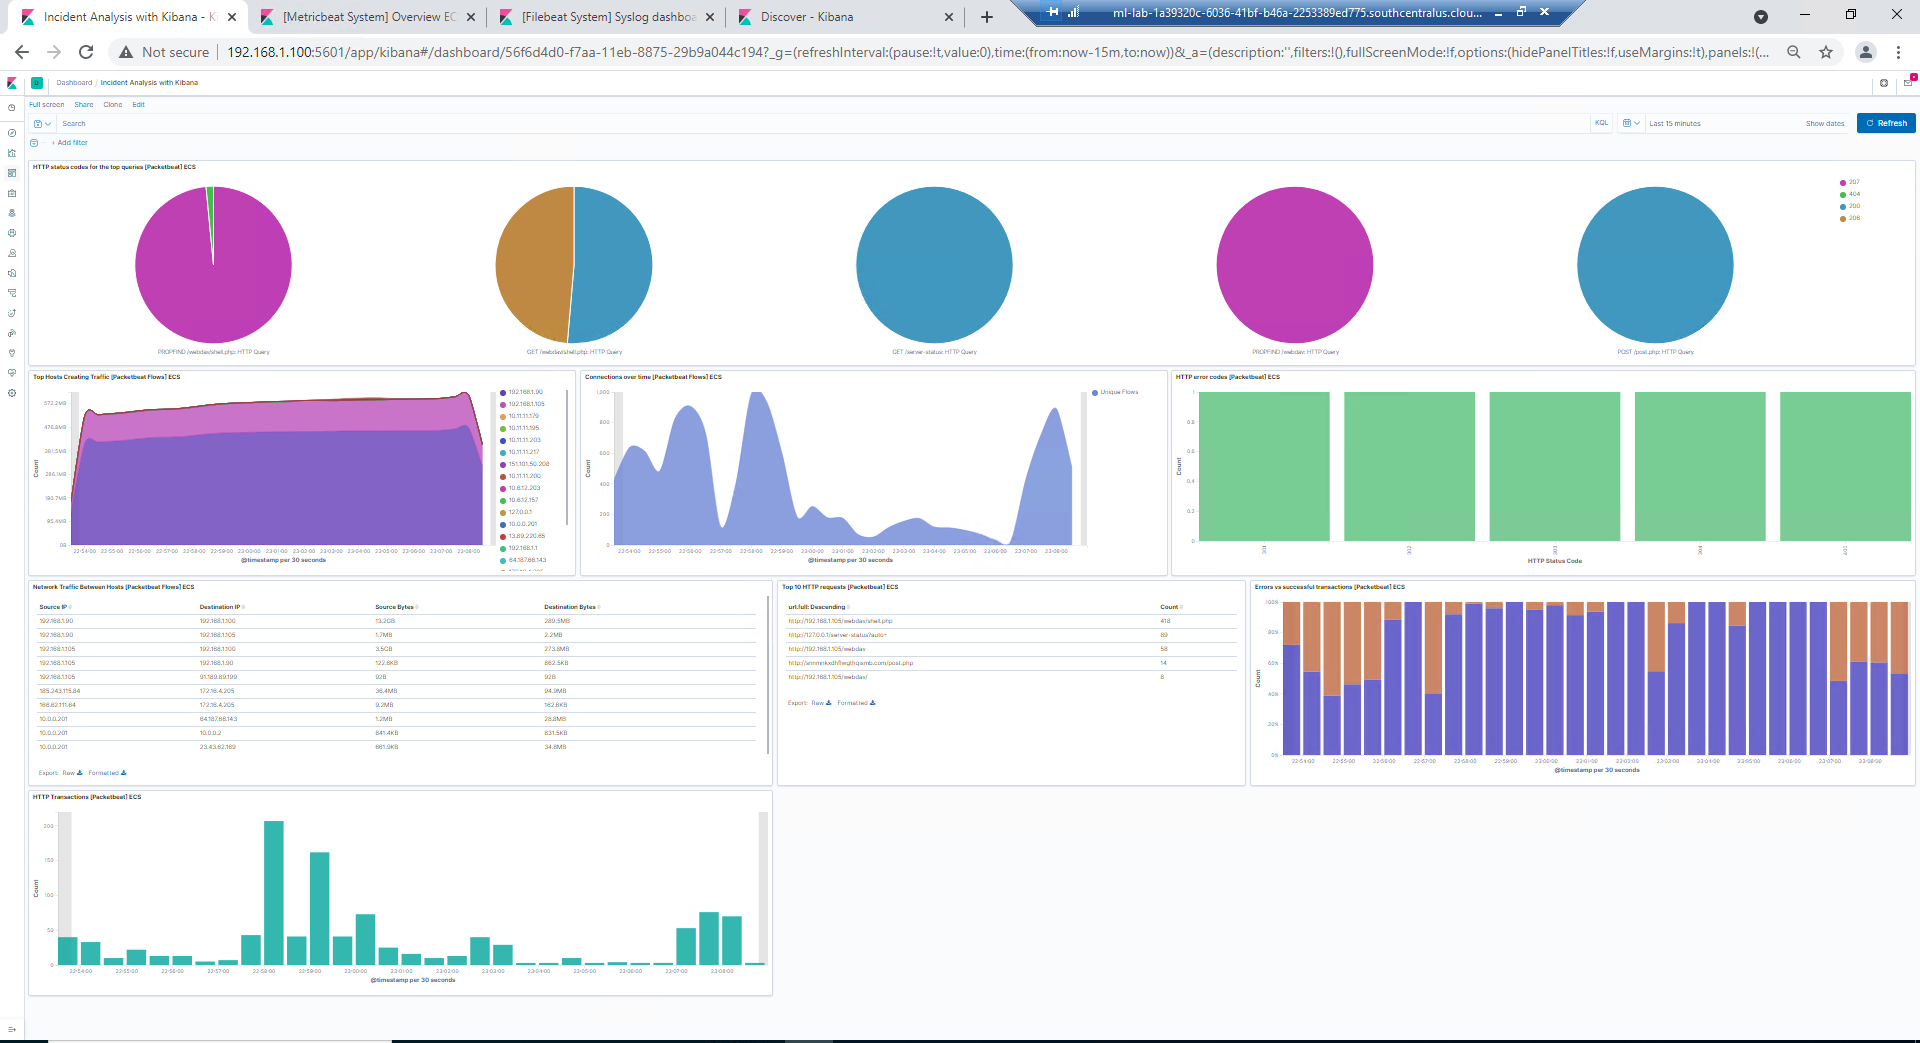 Incident Analysis with Kibana - K
[Metricbeat System] Overview EC
[Filebeat System] Syslog dashboa
Discover - Kibana
ml-lab-1a39320c-6036-41bf-b46a-2253389ed775.southcentralus.clou...
Not secure
192.168.1.100:5601/app/kibana#/dashboard/56f6d4d0-f7aa-11eb-8875-29b9a044c194?_g=(refreshInterval:(pause:!t,value:0),time:(from:now-15m,to:now))&_a=(description:'',filters:!(),fullScreenMode:!f,options:(hidePanelTitles:!f,useMargins:!t),panels:!(...
D
Dashboard / Incident Analysis with Kibana
Full screen Share Clone Edit
Search
KQL
Last 15 minutes
Show dates
Refresh
+ Add filter
HTTP status codes for the top queries [Packetbeat] ECS
207
404
200
206
PROPFIND /webdav/shell.php: HTTP Query
GET /webdav/shell.php: HTTP Query
GET /server-status: HTTP Query
PROPFIND /webdav: HTTP Query
POST /post.php: HTTP Query
Top Hosts Creating Traffic [Packetbeat Flows] ECS
572.2MB
476.8MB
381.5MB
286.1MB
190.7MB
95.4MB
0B
Count
22:54:00 22:55:00 22:56:00 22:57:00 22:58:00 22:59:00 23:00:00 23:01:00 23:02:00 23:03:00 23:04:00 23:05:00 23:06:00 23:07:00 23:08:00
@timestamp per 30 seconds
192.168.1.90
192.168.1.105
10.11.11.179
10.11.11.195
10.11.11.203
10.11.11.217
151.101.50.208
10.11.11.200
10.6.12.203
10.6.12.157
127.0.0.1
10.0.0.201
13.89.220.65
192.168.1.1
64.187.66.143
Connections over time [Packetbeat Flows] ECS
1,000
800
600
400
200
0
Count
22:54:00 22:55:00 22:56:00 22:57:00 22:58:00 22:59:00 23:00:00 23:01:00 23:02:00 23:03:00 23:04:00 23:05:00 23:06:00 23:07:00 23:08:00
@timestamp per 30 seconds
Unique Flows
HTTP error codes [Packetbeat] ECS
1
0.8
0.6
0.4
0.2
0
Count
301
302
304
HTTP Status Code
Network Traffic Between Hosts [Packetbeat Flows] ECS
Source IP Destination IP Source Bytes Destination Bytes
192.168.1.90 192.168.1.100 13.2GB 289.5MB
192.168.1.90 192.168.1.105 1.7MB 2.2MB
192.168.1.105 192.168.1.100 3.5GB 273.8MB
192.168.1.105 192.168.1.90 122.8KB 862.5KB
192.168.1.105 91.189.89.199 92B 92B
185.243.115.84 172.16.4.205 36.4MB 94.9MB
166.62.111.64 172.16.4.205 9.2MB 162.6KB
10.0.0.201 64.187.66.143 1.2MB 28.8MB
10.0.0.201 10.0.0.2 841.4KB 831.5KB
10.0.0.201 23.43.62.169 661.9KB 34.8MB
Export: Raw Formatted
Top 10 HTTP requests [Packetbeat] ECS
url.full: Descending Count
http://192.168.1.105/webdav/shell.php 418
http://127.0.0.1/server-status?auto= 89
http://192.168.1.105/webdav 58
14
http://192.168.1.105/webdav/ 8
Export: Raw Formatted
Errors vs successful transactions [Packetbeat] ECS
100%
80%
60%
40%
20%
0%
Count
22:54:00 22:55:00 22:56:00 22:57:00 22:58:00 22:59:00 23:00:00 23:01:00 23:02:00 23:03:00 23:04:00 23:05:00 23:06:00 23:07:00 23:08:00
@timestamp per 30 seconds
HTTP Transactions [Packetbeat] ECS
200
150
100
50
0
Count
22:54:00 22:55:00 22:56:00 22:57:00 22:58:00 22:59:00 23:00:00 23:01:00 23:02:00 23:03:00 23:04:00 23:05:00 23:06:00 23:07:00 23:08:00
@timestamp per 30 seconds